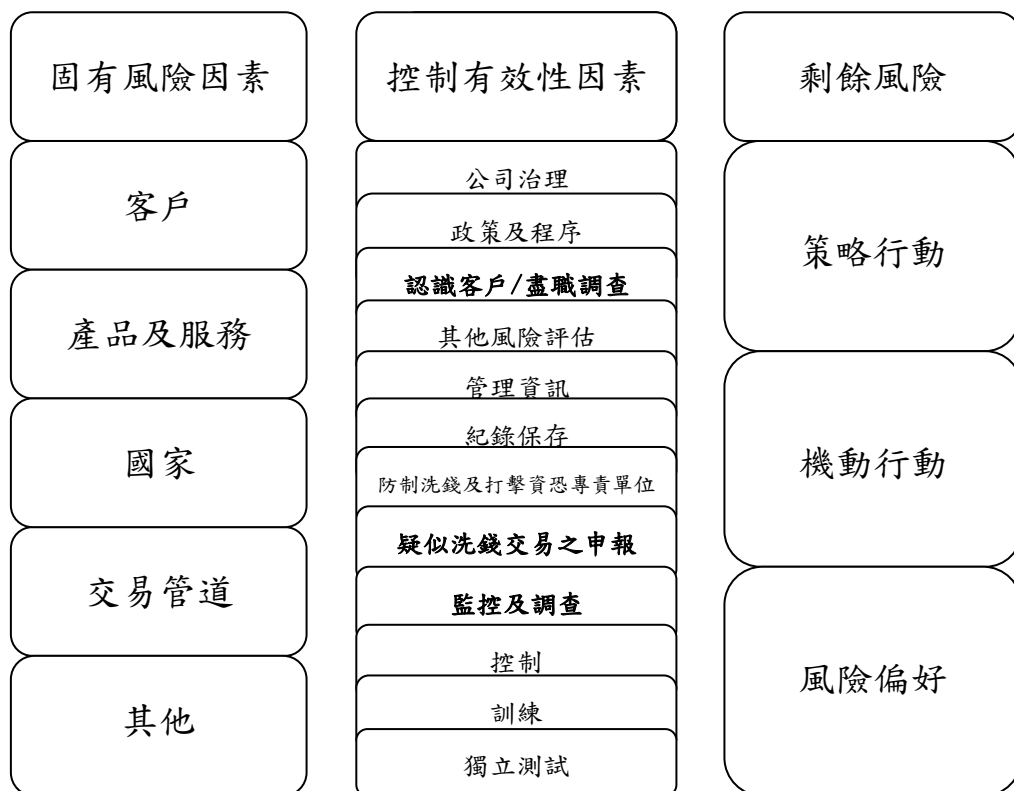 固有風險因素
客戶
產品及服務
國家
交易管道
其他
控制有效性因素
公司治理
政策及程序
認識客戶/盡職調查
其他風險評估
管理資訊
紀錄保存
防制洗錢及打擊資恐專責單位
疑似洗錢交易之申報
監控及調查
控制
訓練
獨立測試
剩餘風險
策略行動
機動行動
風險偏好